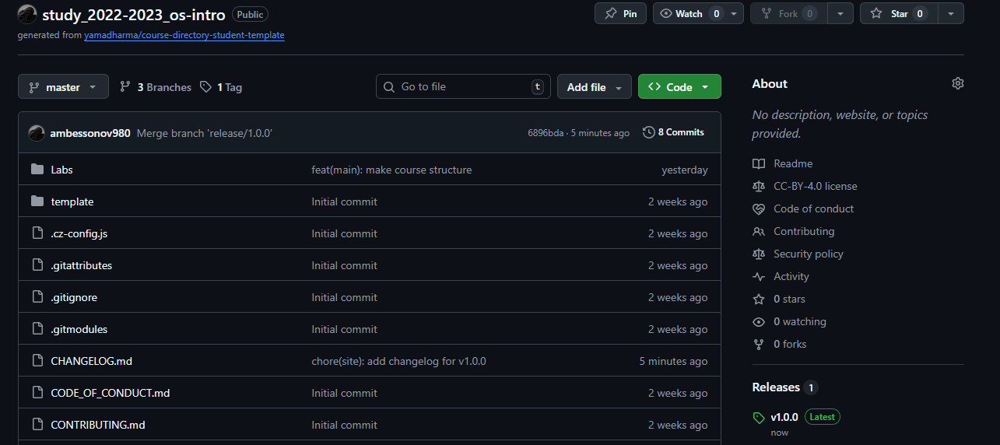 study_2022-2023_os-intro Public Pin Watch 0 Fork 0 Star 0
generated from yamadharma/course-directory-student-template
master 3 Branches 1 Tag Go to file t Add file Code
ambessonov980 Merge branch 'release/1.0.0' 6896bda · 5 minutes ago 8 Commits
Labs feat(main): make course structure yesterday
template Initial commit 2 weeks ago
.cz-config.js Initial commit 2 weeks ago
.gitattributes Initial commit 2 weeks ago
.gitignore Initial commit 2 weeks ago
.gitmodules Initial commit 2 weeks ago
CHANGELOG.md chore(site): add changelog for v1.0.0 5 minutes ago
CODE_OF_CONDUCT.md Initial commit 2 weeks ago
CONTRIBUTING.md Initial commit 2 weeks ago
About
No description, website, or topics
provided.
Readme
CC-BY-4.0 license
Code of conduct
Contributing
Security policy
Activity
0 stars
0 watching
0 forks
Releases 1
v1.0.0 Latest
now